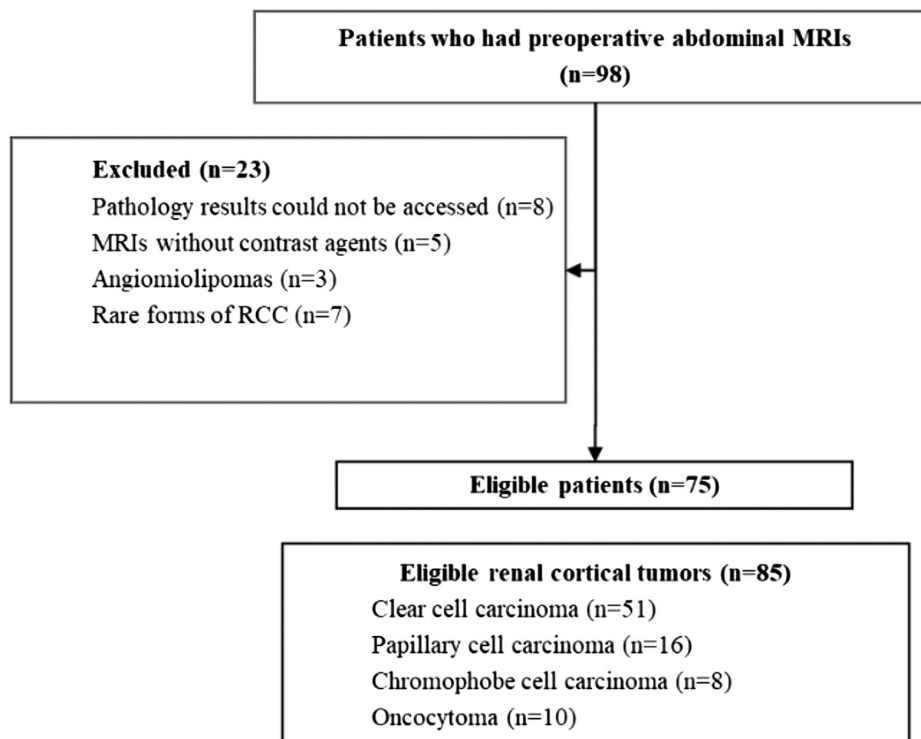 Patients who had preoperative abdominal MRIs
(n=98)
Excluded (n=23)
Pathology results could not be accessed (n=8)
MRIs without contrast agents (n=5)
Angiomiolipomas (n=3)
Rare forms of RCC (n=7)
Eligible patients (n=75)
Eligible renal cortical tumors (n=85)
Clear cell carcinoma (n=51)
Papillary cell carcinoma (n=16)
Chromophobe cell carcinoma (n=8)
Oncocytoma (n=10)